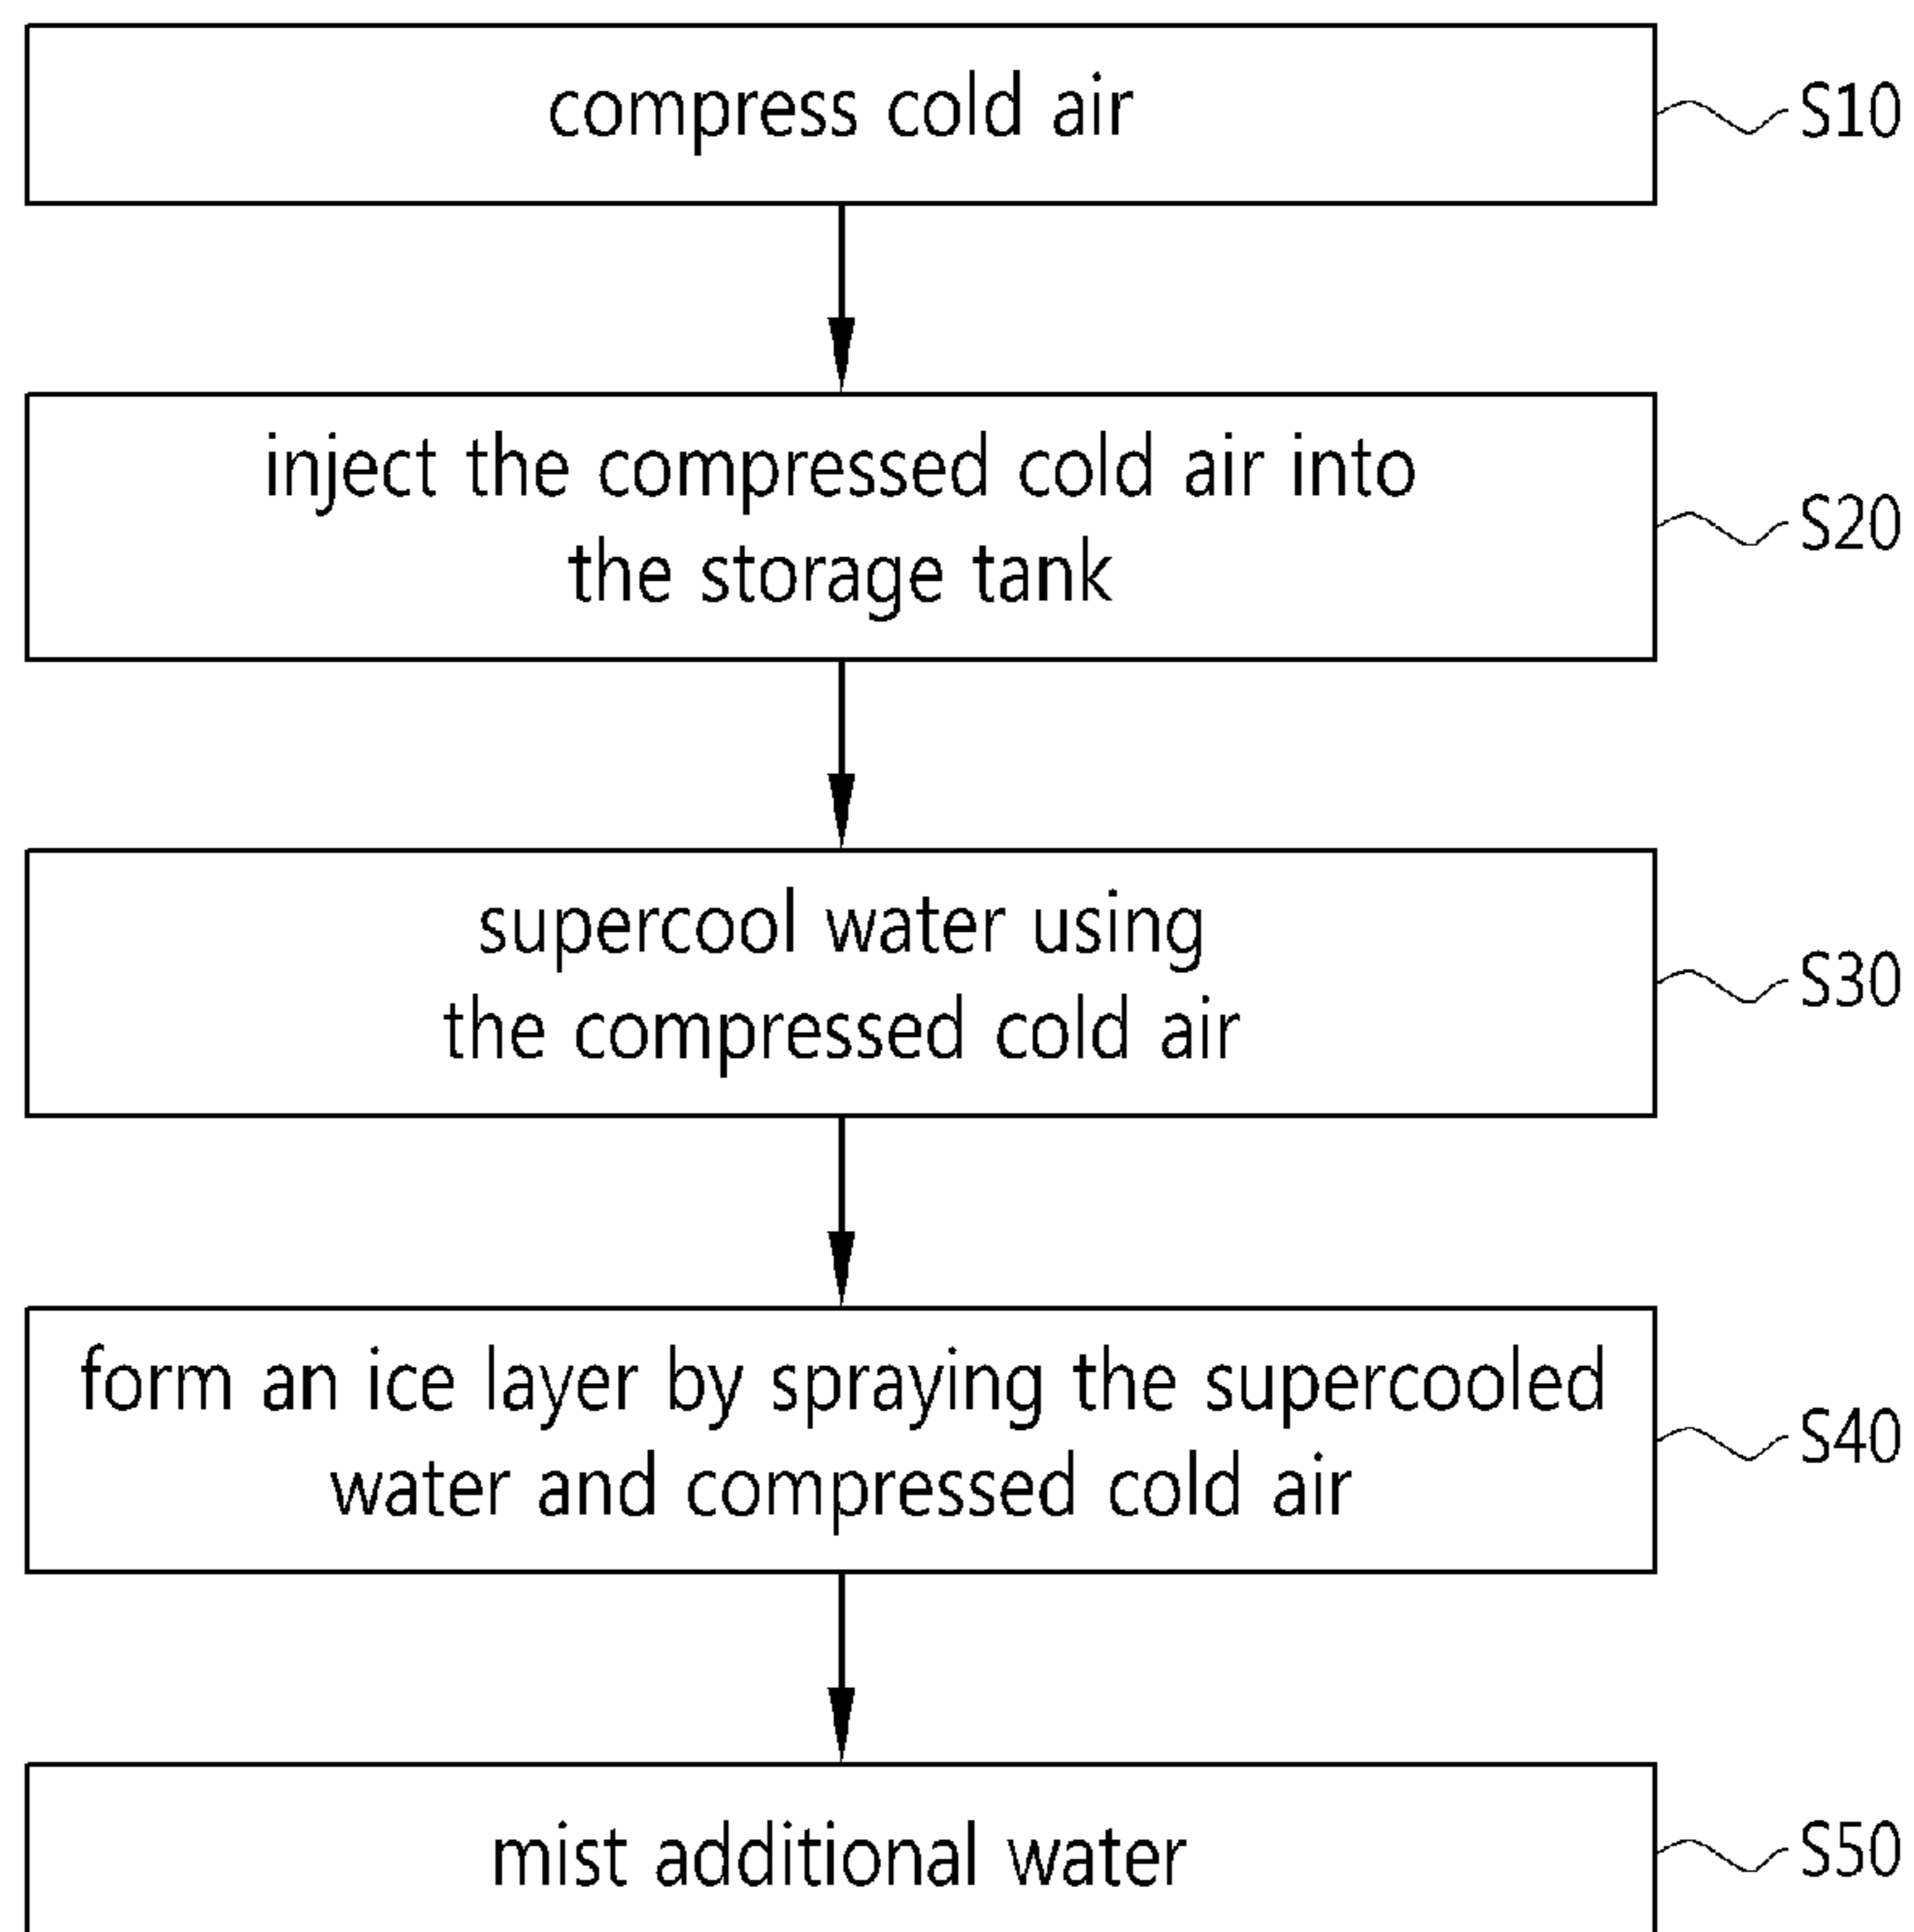 compress cold air
S10
inject the compressed cold air into
the storage tank
S20
supercool water using
the compressed cold air
S30
form an ice layer by spraying the supercooled
water and compressed cold air
S40
mist additional water
S50